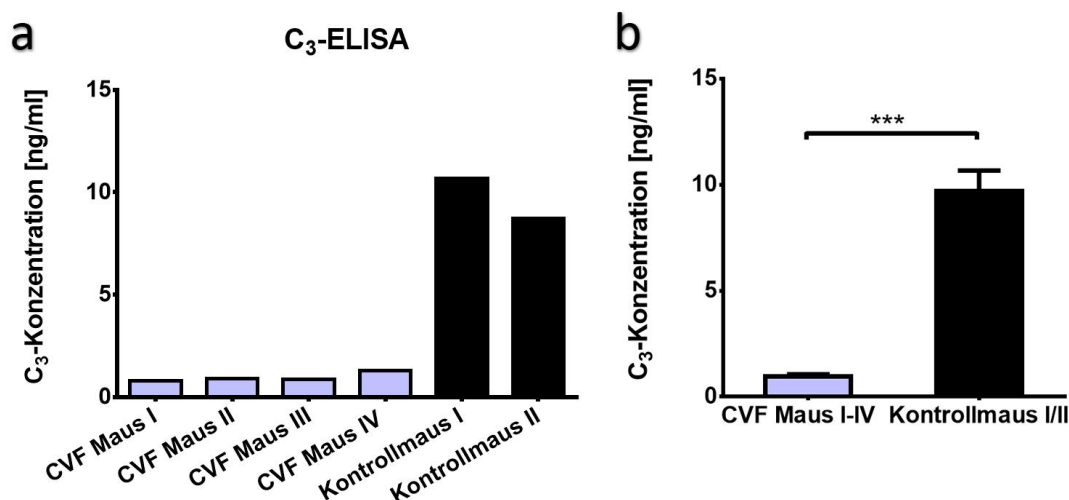 a
C₃-ELISA
C₃-Konzentration [ng/ml]
15
10
5
0
CVF Maus I
CVF Maus II
CVF Maus III
CVF Maus IV
Kontrollmaus I
Kontrollmaus II
b
C₃-Konzentration [ng/ml]
15
10
5
0
***
CVF Maus I-IV
Kontrollmaus I/II